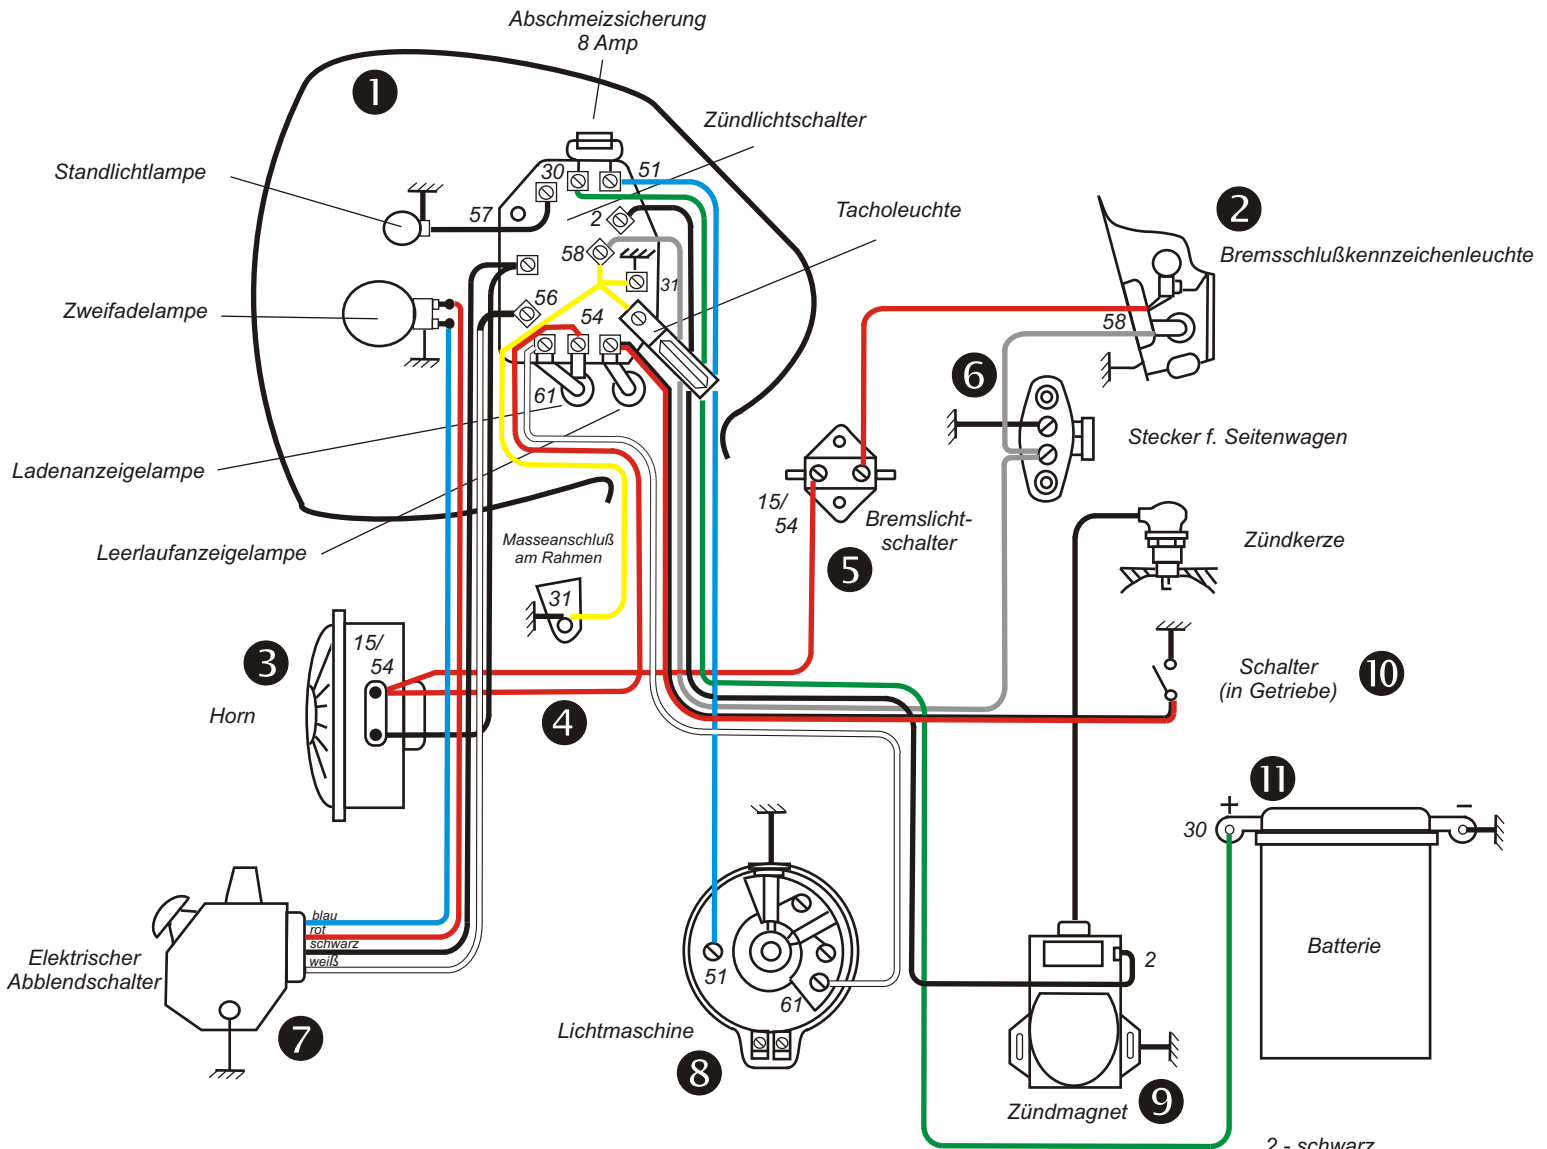 Abschmeizsicherung
8 Amp
1
Zündlichtschalter
Standlichtlampe
30
51
57
2
Tacholeuchte
2
Bremsschlußkennzeichenleuchte
58
31
Zweifadelampe
56
54
58
6
61
Stecker f. Seitenwagen
Ladenanzeigelampe
15/
54
Bremslicht-
schalter
5
Leerlaufanzeigelampe
Masseanschluß
am Rahmen
31
Zündkerze
3
15/
54
Horn
4
Schalter
(in Getriebe)
10
11
+
−
30
blau
rot
schwarz
weiß
Elektrischer
Abblendschalter
7
51
61
Lichtmaschine
8
2
Batterie
Zündmagnet
9
2 - schwarz